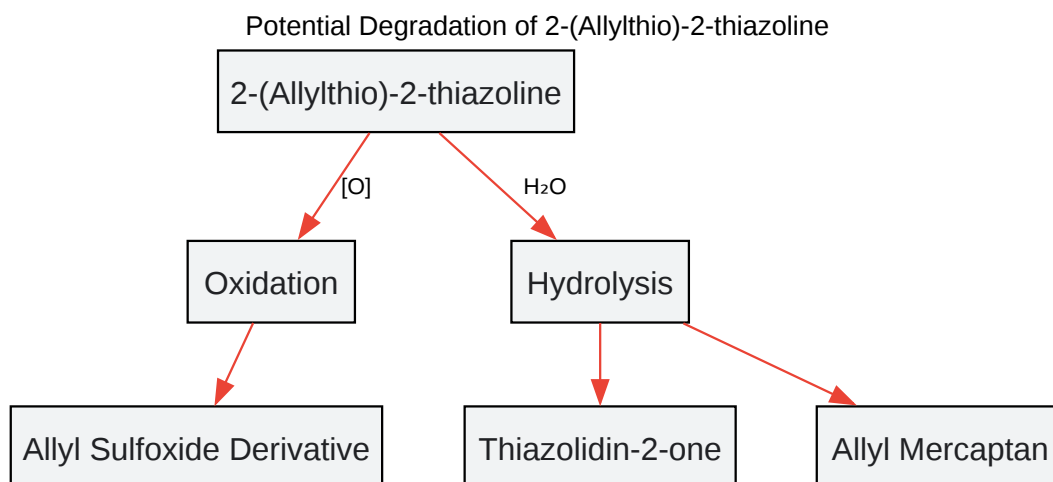 Potential Degradation of 2-(Allylthio)-2-thiazoline
2-(Allylthio)-2-thiazoline
[O]
H₂O
Oxidation
Hydrolysis
Allyl Sulfoxide Derivative
Thiazolidin-2-one
Allyl Mercaptan